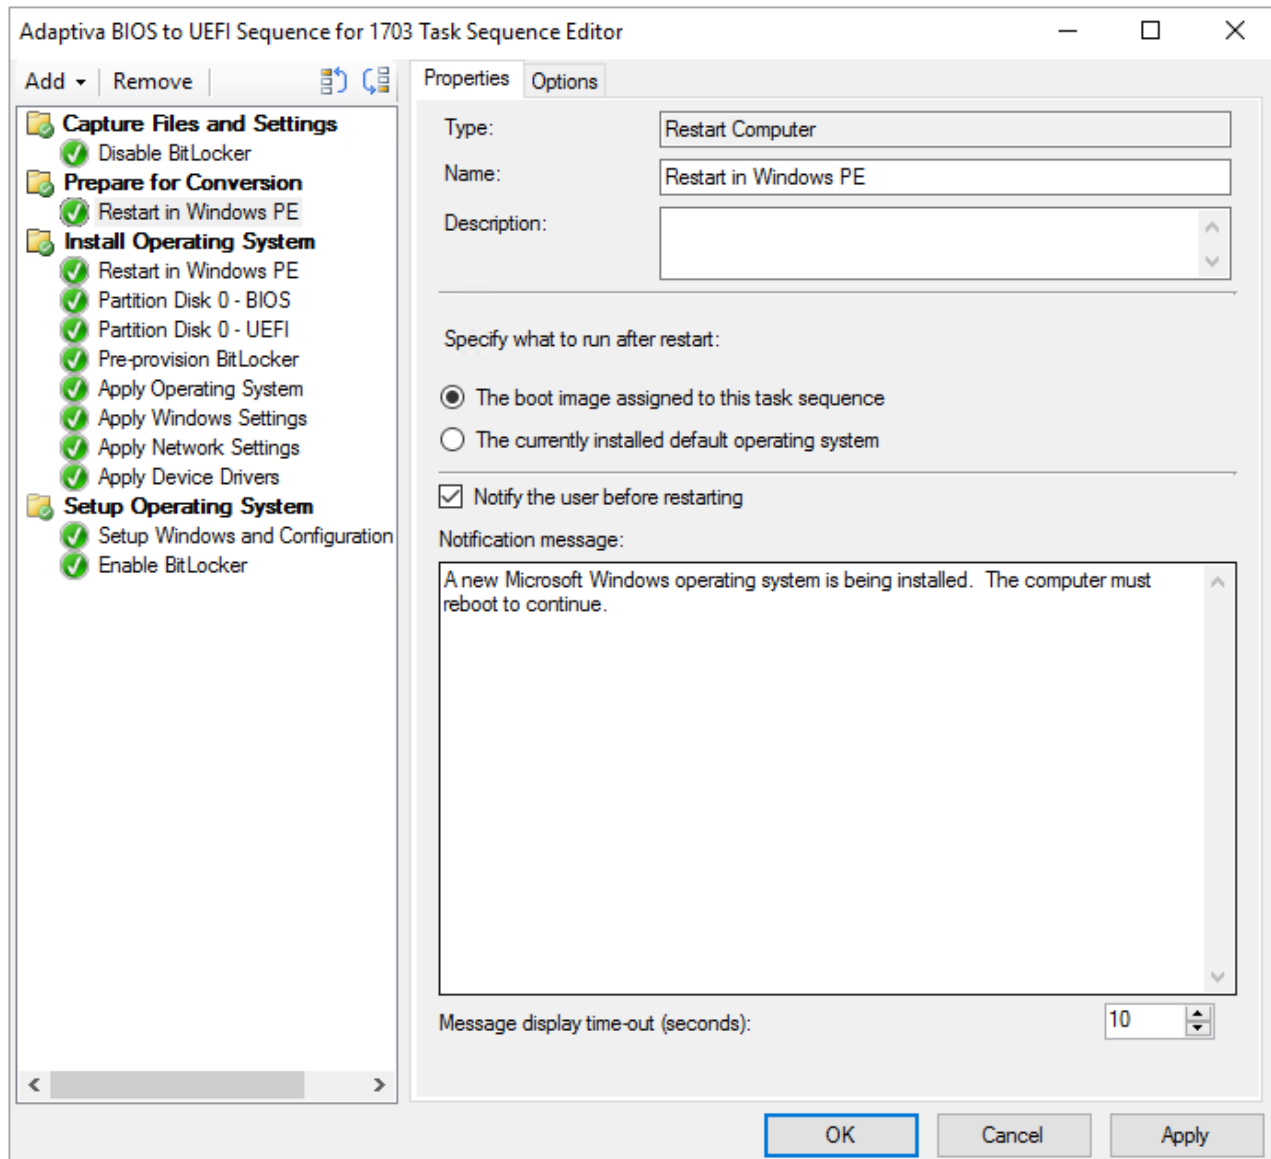 Adaptiva BIOS to UEFI Sequence for 1703 Task Sequence Editor
Add
Remove
Capture Files and Settings
Disable BitLocker
Prepare for Conversion
Restart in Windows PE
Install Operating System
Restart in Windows PE
Partition Disk 0 - BIOS
Partition Disk 0 - UEFI
Pre-provision BitLocker
Apply Operating System
Apply Windows Settings
Apply Network Settings
Apply Device Drivers
Setup Operating System
Setup Windows and Configuration
Enable BitLocker
Properties
Options
Type:
Restart Computer
Name:
Restart in Windows PE
Description:
Specify what to run after restart:
The boot image assigned to this task sequence
The currently installed default operating system
Notify the user before restarting
Notification message:
A new Microsoft Windows operating system is being installed.  The computer must
reboot to continue.
Message display time-out (seconds):
10
OK
Cancel
Apply